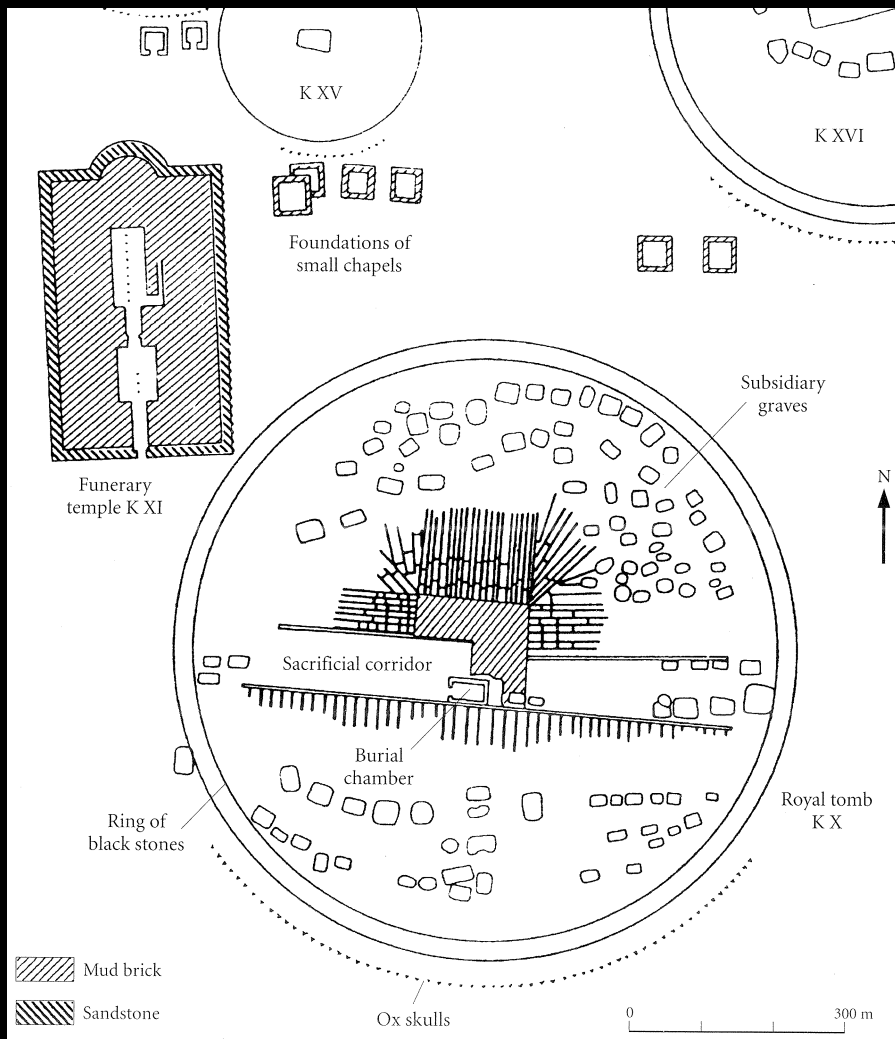 K XV
K XVI
Foundations of
small chapels
Subsidiary
graves
N
Funerary
temple K XI
Sacrificial corridor
Burial
chamber
Royal tomb
K X
Ring of
black stones
Mud brick
Sandstone
Ox skulls
0
300 m